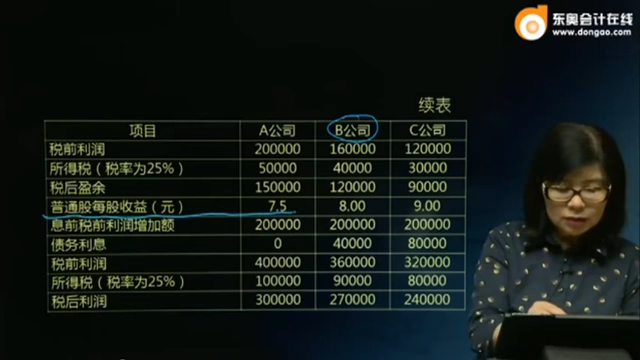 东奥会计在线
www.dongao.com
续表
项目 A公司 B公司 C公司
税前利润 200000 160000 120000
所得税（税率为25%） 50000 40000 30000
税后盈余 150000 120000 90000
普通股每股收益（元） 7.5 8.00 9.00
息前税前利润增加额 200000 200000 200000
债务利息 0 40000 80000
税前利润 400000 360000 320000
所得税（税率为25%） 100000 90000 80000
税后利润 300000 270000 240000